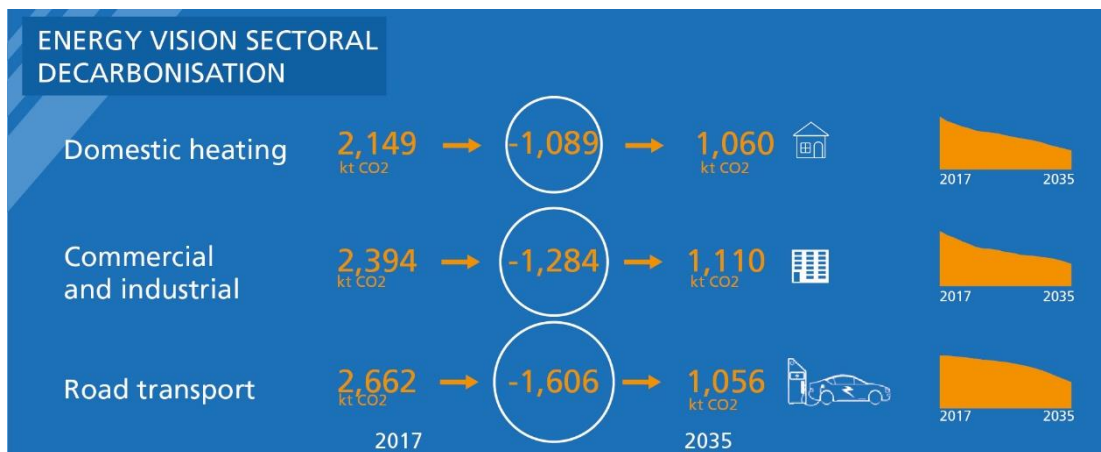 ENERGY VISION SECTORAL
DECARBONISATION
Domestic heating
2,149
kt CO2
-1,089
1,060
kt CO2
2017 2035
Commercial
and industrial
2,394
kt CO2
-1,284
1,110
kt CO2
2017 2035
Road transport
2,662
kt CO2
-1,606
1,056
kt CO2
2017 2035
2017 2035